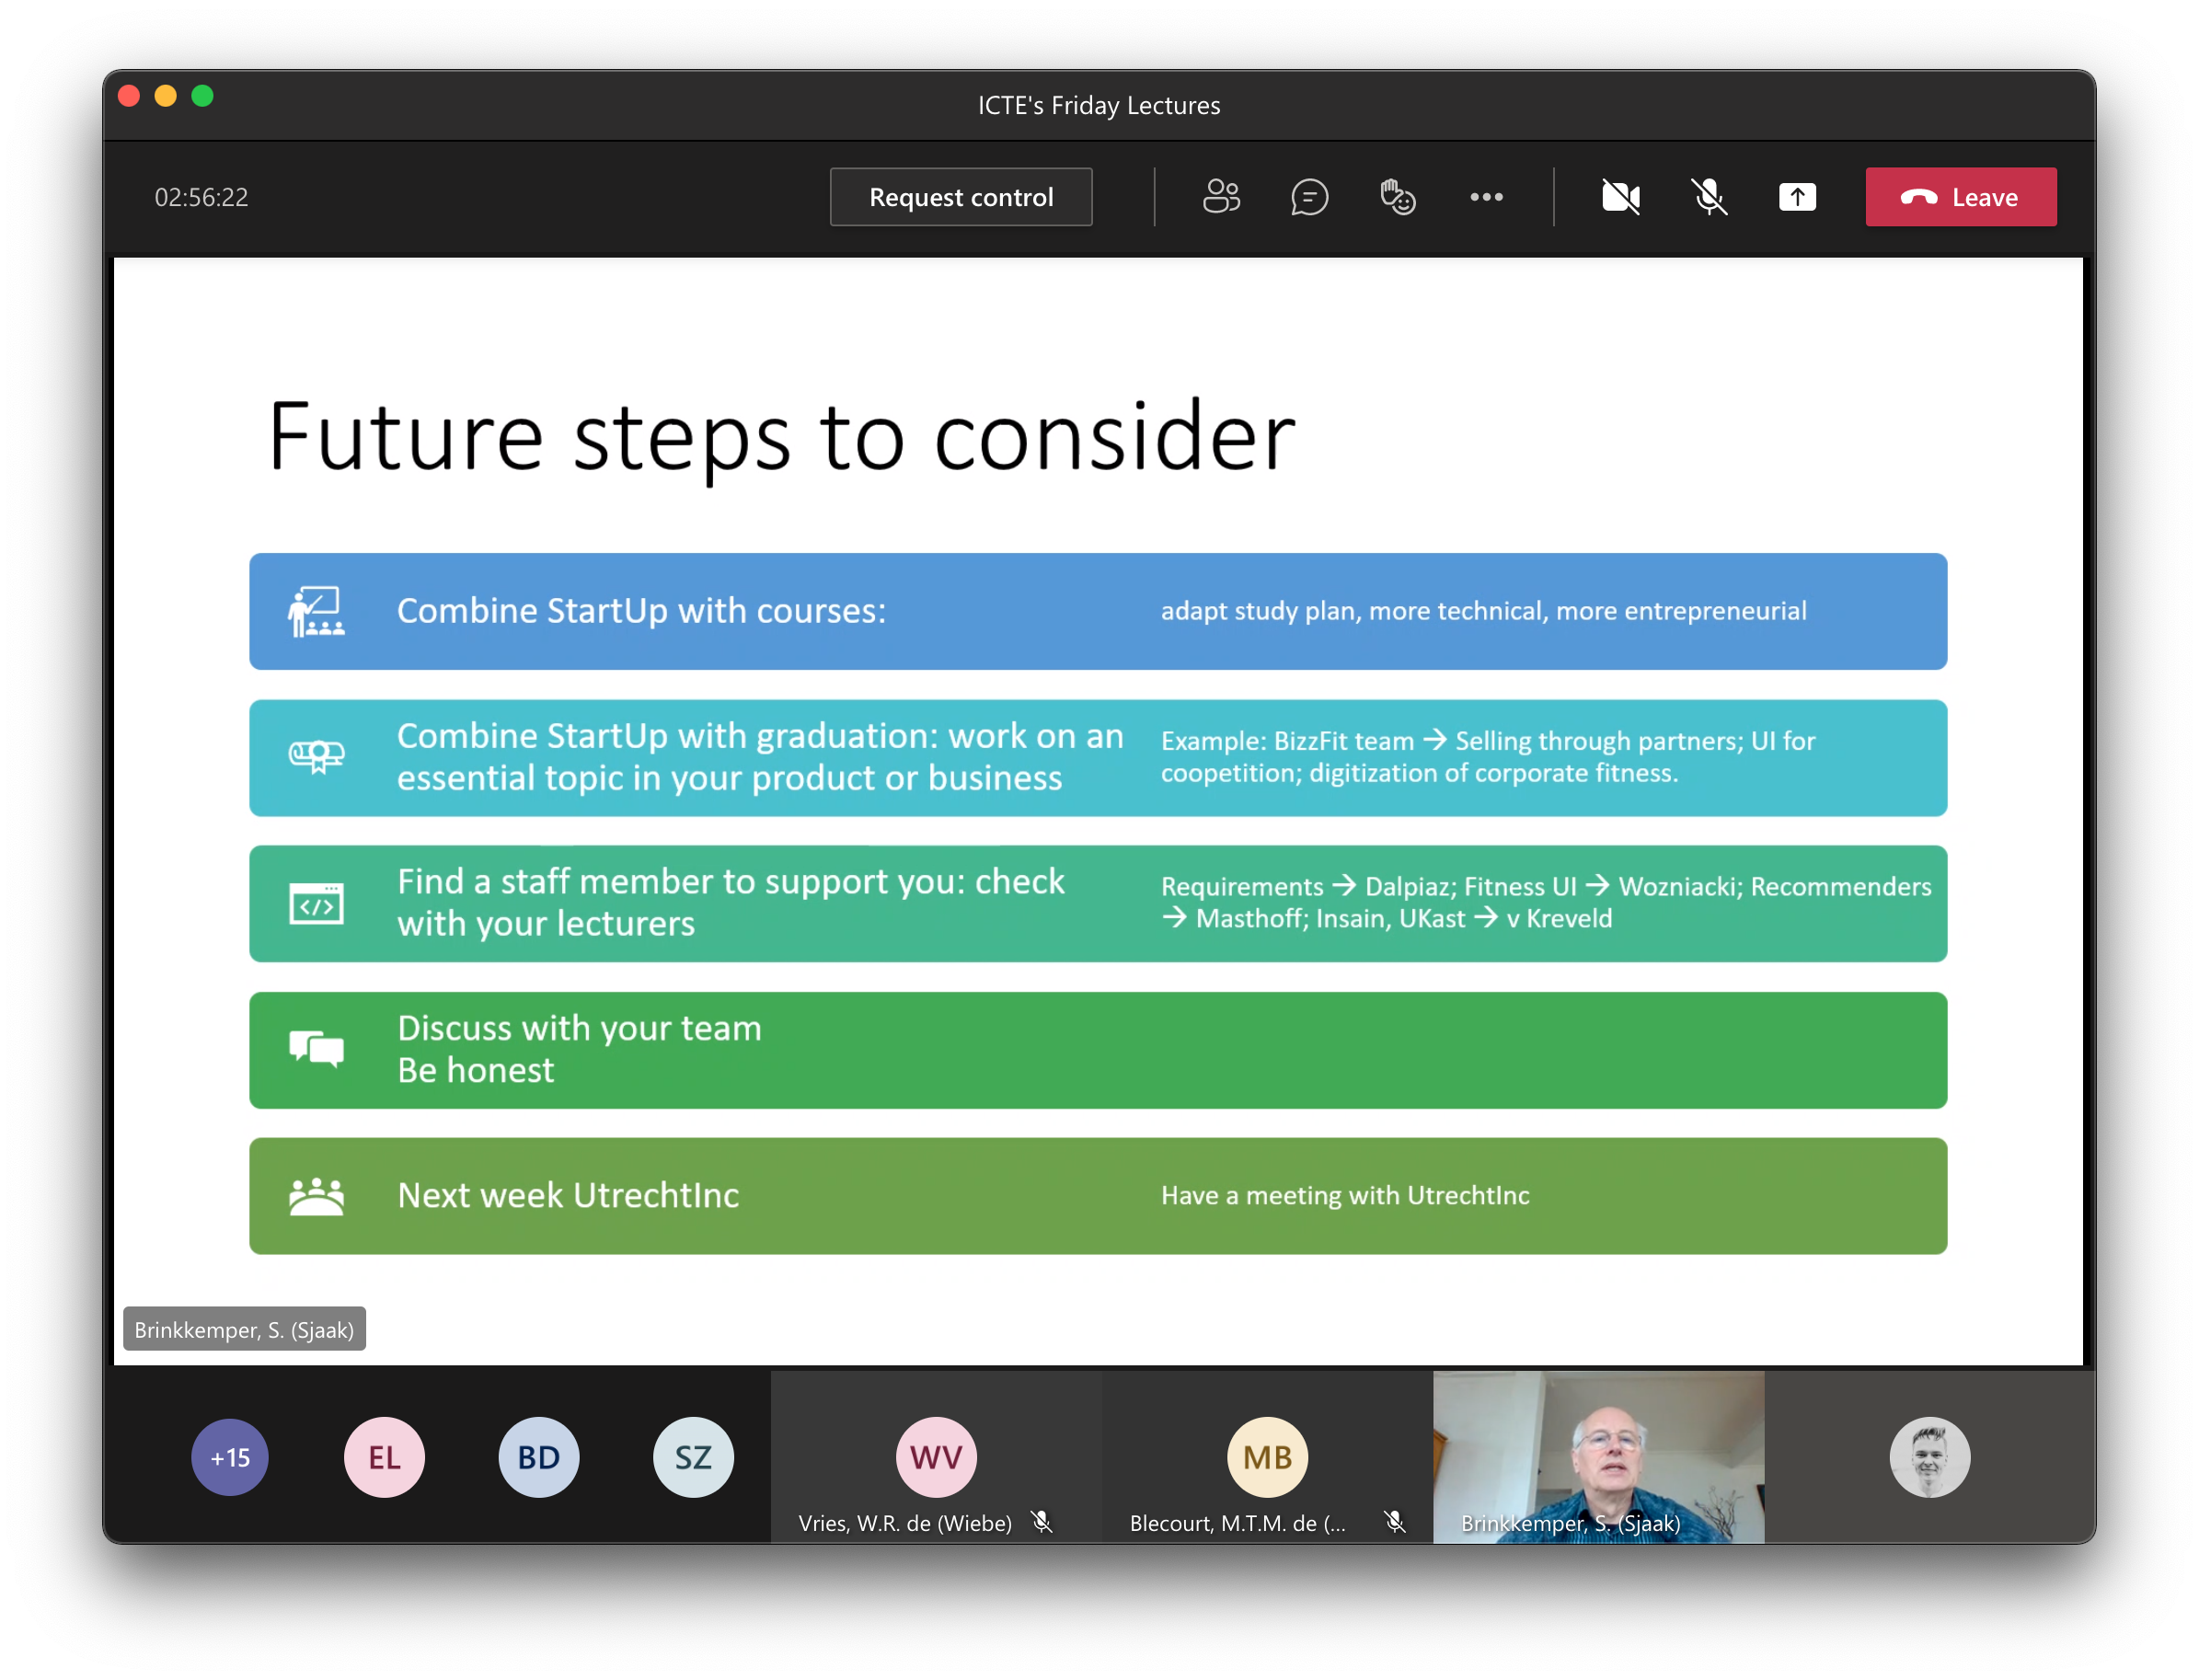 ICTE's Friday Lectures
02:56:22
Request control
Leave
Future steps to consider
Combine StartUp with courses:
adapt study plan, more technical, more entrepreneurial
Combine StartUp with graduation: work on an
essential topic in your product or business
Example: BizzFit team → Selling through partners; UI for
coopetition; digitization of corporate fitness.
Find a staff member to support you: check
with your lecturers
Requirements → Dalpiaz; Fitness UI → Wozniacki; Recommenders
→ Masthoff; Insain, UKast → v Kreveld
Discuss with your team
Be honest
Next week UtrechtInc
Have a meeting with UtrechtInc
Brinkkemper, S. (Sjaak)
+15
EL
BD
SZ
WV
Vries, W.R. de (Wiebe)
MB
Blecourt, M.T.M. de (...
Brinkkemper, S. (Sjaak)